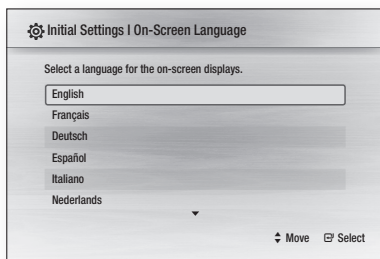 Initial Settings I On-Screen Language
Select a language for the on-screen displays.
English
Français
Deutsch
Español
Italiano
Nederlands
Move Select